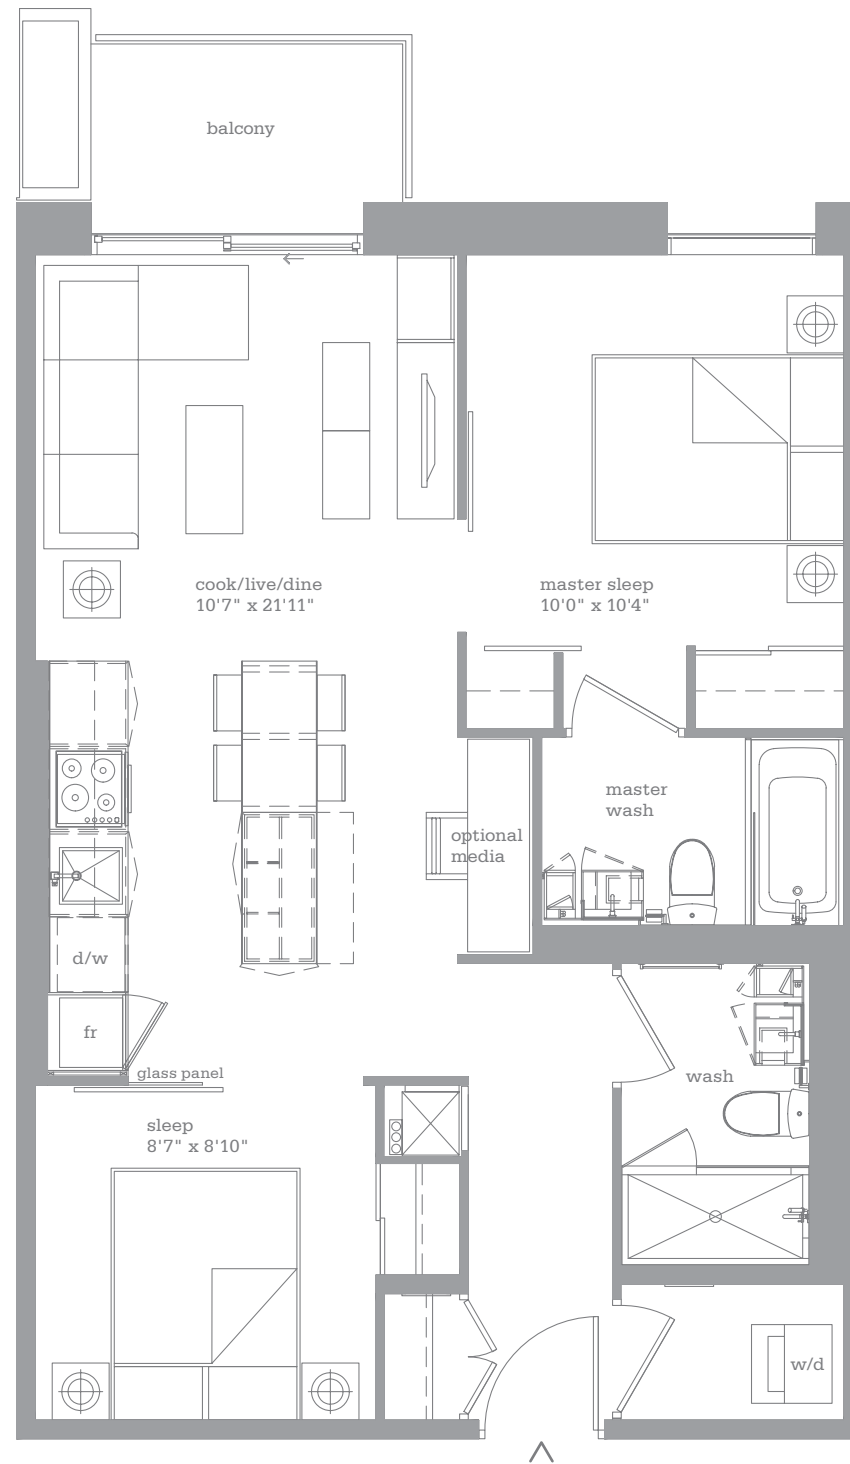 balcony
cook/live/dine
10'7" x 21'11"
master sleep
10'0" x 10'4"
master
wash
optional
media
d/w
fr
glass panel
wash
sleep
8'7" x 8'10"
w/d